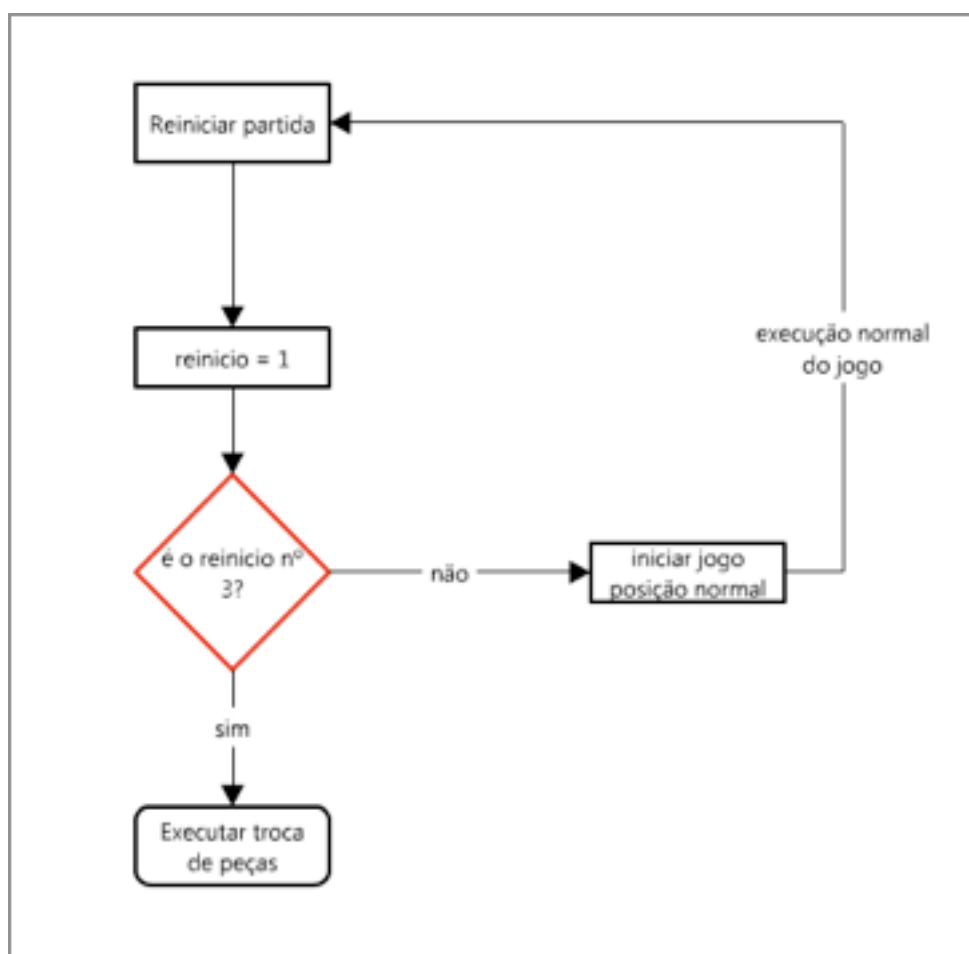 Reiniciar partida
reinicio = 1
execução normal
do jogo
é o reinicio nº
3?
não
iniciar jogo
posição normal
sim
Executar troca
de peças